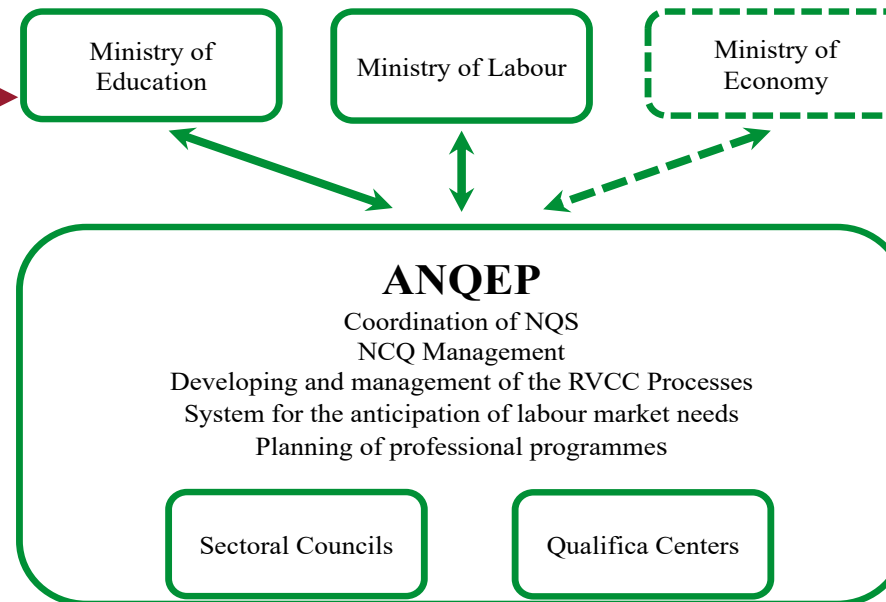 Ministry of
Education
Ministry of Labour
Ministry of
Economy
ANQEP
Coordination of NQS
NCQ Management
Developing and management of the RVCC Processes
System for the anticipation of labour market needs
Planning of professional programmes
Sectoral Councils
Qualifica Centers